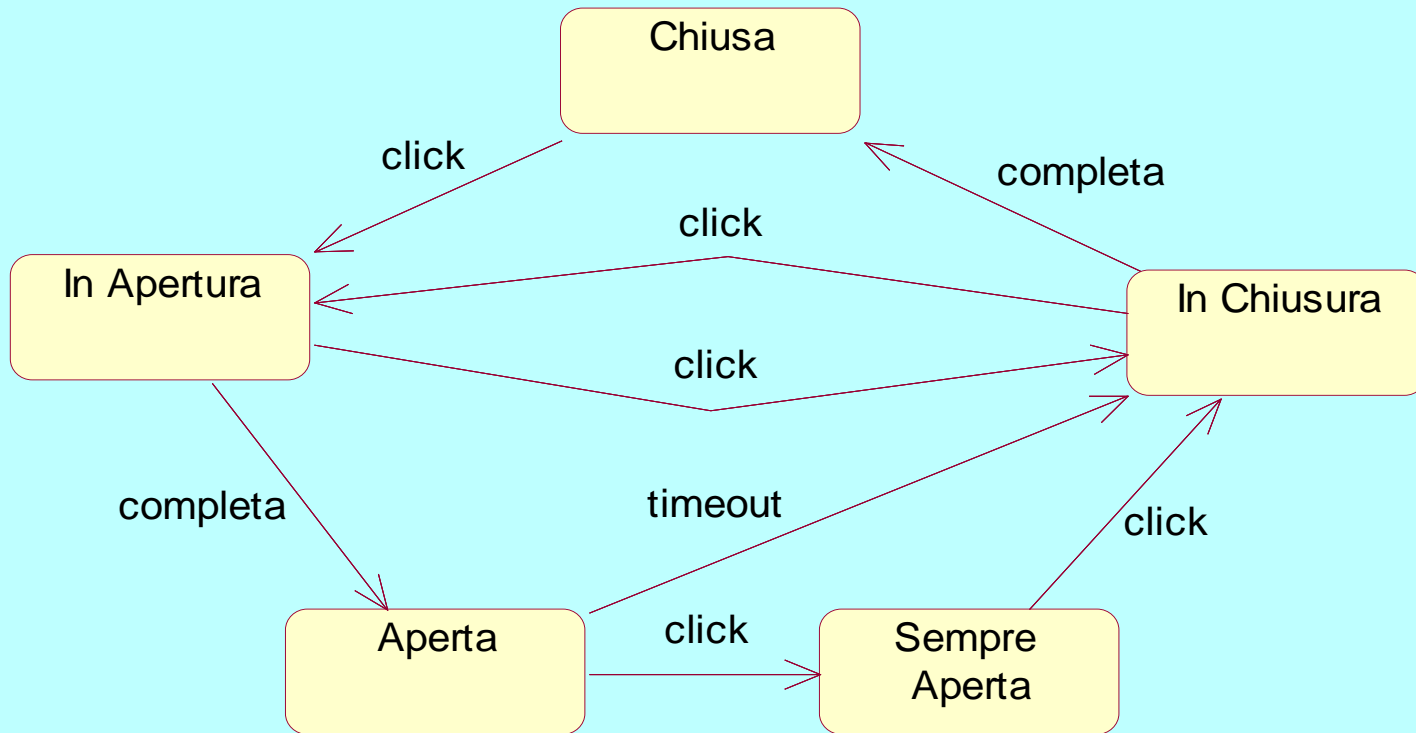 Chiusa
click
completa
click
In Apertura
In Chiusura
click
completa
timeout
click
Aperta
click
Sempre
Aperta